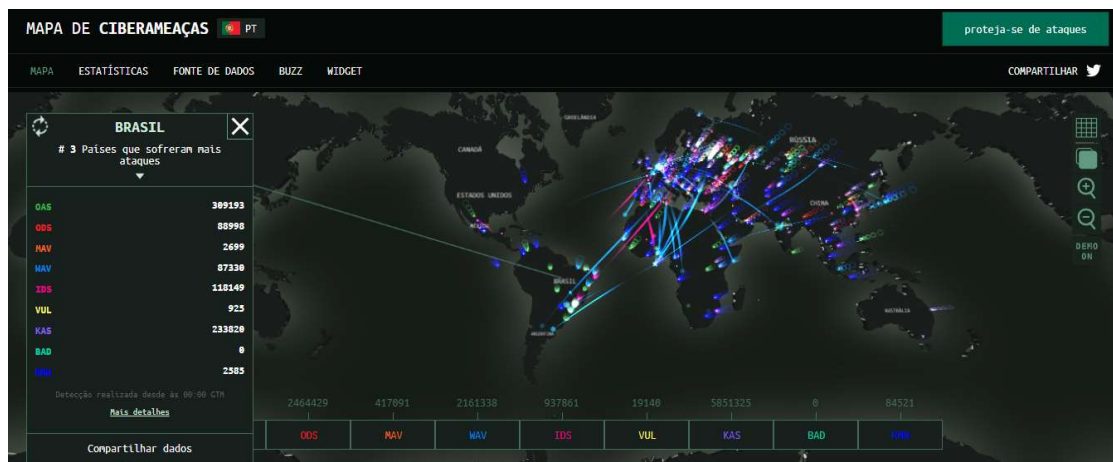 MAPA DE CIBERAMEAÇAS PT
proteja-se de ataques
MAPA ESTATÍSTICAS FONTE DE DADOS BUZZ WIDGET
COMPARTILHAR
BRASIL
# 3 Países que sofreram mais
ataques
OAS 309193
ODS 88998
MAV 2699
WAV 87330
IDS 118149
VUL 925
KAS 233820
BAD 0
2585
Detecção realizada desde às 00:00 GTM
Mais detalhes
Compartilhar dados
GROELÂNDIA
CANADÁ
ESTADOS UNIDOS
MÉXICO
BRASIL
ARGENTINA
RÚSSIA
CHINA
AUSTRÁLIA
DEMO
ON
2464429 417091 2161338 937861 19140 5851325 0 84521
ODS MAV WAV IDS VUL KAS BAD